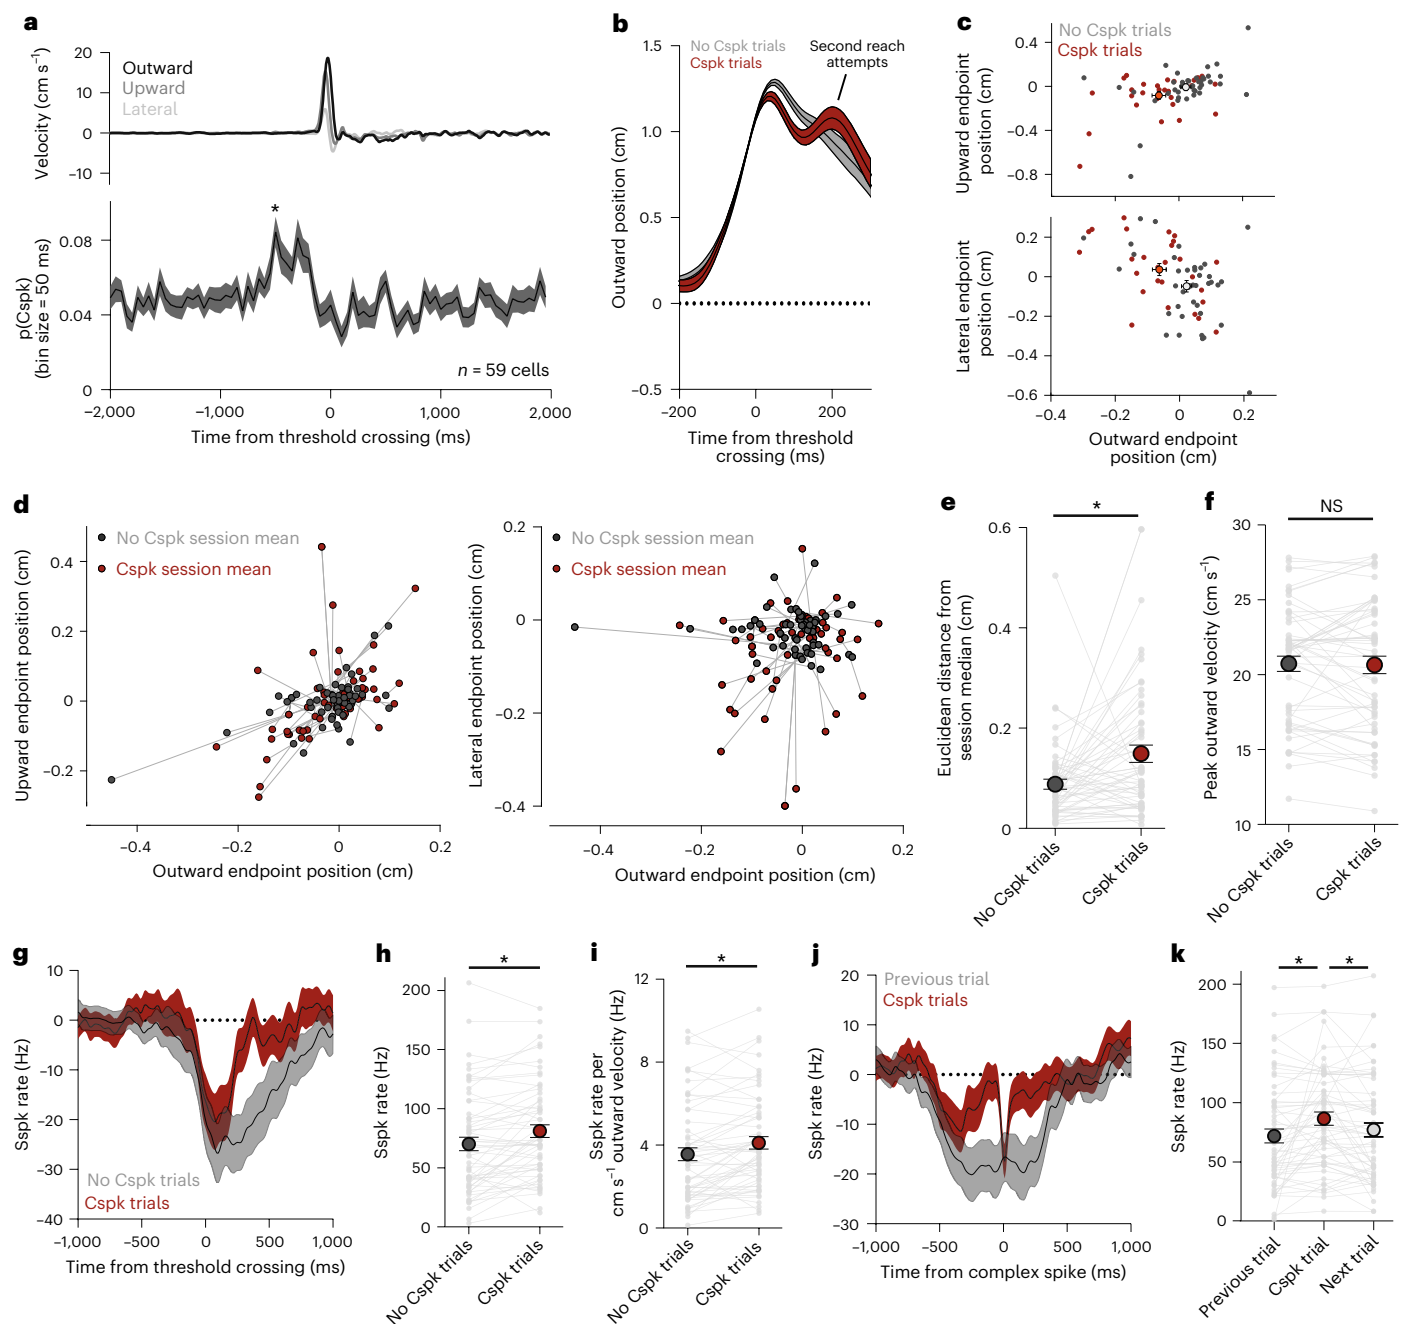 a
20
10
0
−10
Velocity (cm s−1)
Outward
Upward
Lateral
*
0.08
0.04
0
p(Cspk)
(bin size = 50 ms)
n = 59 cells
−2,000
−1,000
0
1,000
2,000
Time from threshold crossing (ms)
b
No Cspk trials
Cspk trials
Second reach
attempts
1.5
1.0
0.5
0
−0.5
Outward position (cm)
−200
0
200
Time from threshold
crossing (ms)
c
No Cspk trials
Cspk trials
0.4
0
−0.4
−0.8
Upward endpoint
position (cm)
0.2
0
−0.2
−0.4
−0.6
Lateral endpoint
position (cm)
−0.4
−0.2
0
0.2
Outward endpoint
position (cm)
d
No Cspk session mean
Cspk session mean
0.4
0.2
0
−0.2
Upward endpoint position (cm)
−0.4
−0.2
0
0.2
Outward endpoint position (cm)
No Cspk session mean
Cspk session mean
0.2
0
−0.2
−0.4
Lateral endpoint position (cm)
−0.4
−0.2
0
0.2
Outward endpoint position (cm)
e
*
0.6
0.4
0.2
0
Euclidean distance from
session median (cm)
No Cspk trials
Cspk trials
f
NS
30
25
20
15
10
Peak outward velocity (cm s−1)
No Cspk trials
Cspk trials
g
10
0
−10
−20
−30
−40
Sspk rate (Hz)
No Cspk trials
Cspk trials
−1,000
−500
0
500
1,000
Time from threshold crossing (ms)
h
*
200
150
100
50
0
Sspk rate (Hz)
No Cspk trials
Cspk trials
i
*
12
8
4
0
Sspk rate per
cm s−1 outward velocity (Hz)
No Cspk trials
Cspk trials
j
Previous trial
Cspk trials
20
10
0
−10
−20
−30
Sspk rate (Hz)
−1,000
−500
0
500
1,000
Time from complex spike (ms)
k
*
*
200
150
100
50
0
Sspk rate (Hz)
Previous trial
Cspk trial
Next trial